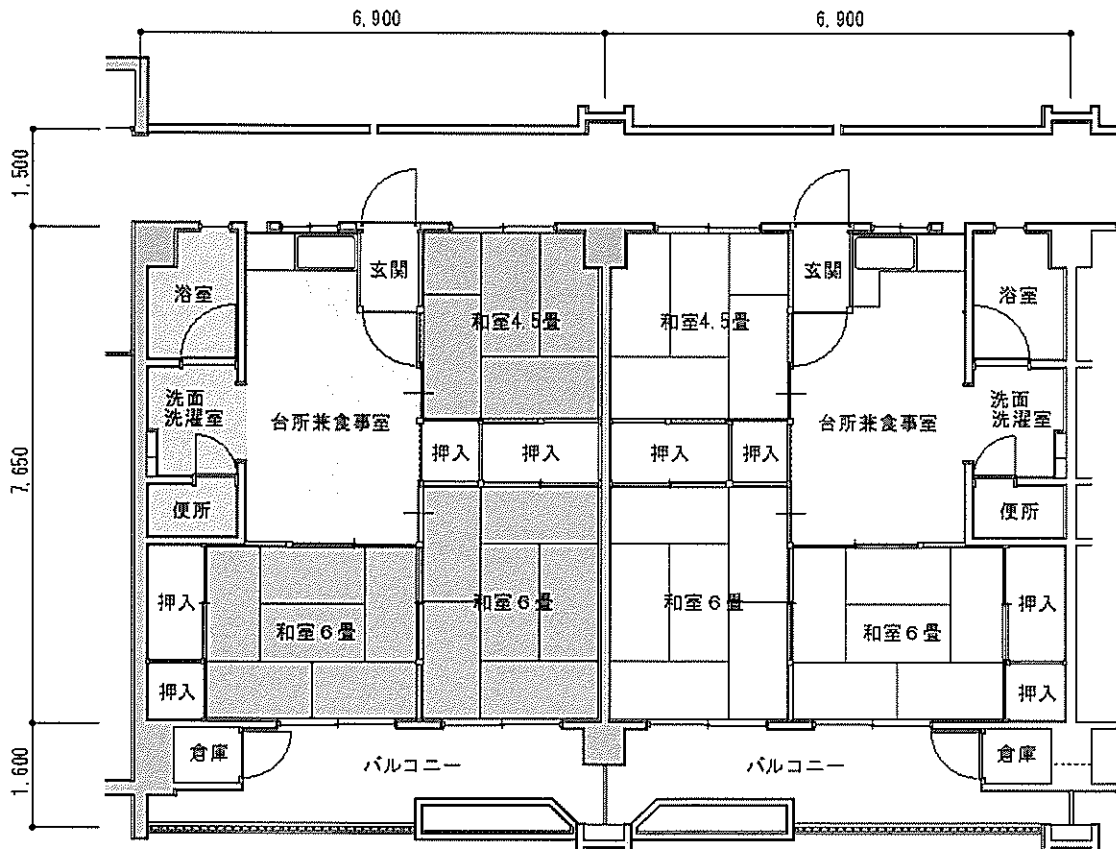 6,900
6,900
1,500
7,650
1,600
玄関
玄関
浴室
和室4.5畳
和室4.5畳
浴室
洗面
洗濯室
台所兼食事室
台所兼食事室
洗面
洗濯室
押入
押入
押入
押入
便所
便所
押入
和室6畳
和室6畳
和室6畳
和室6畳
押入
押入
押入
倉庫
バルコニー
バルコニー
倉庫